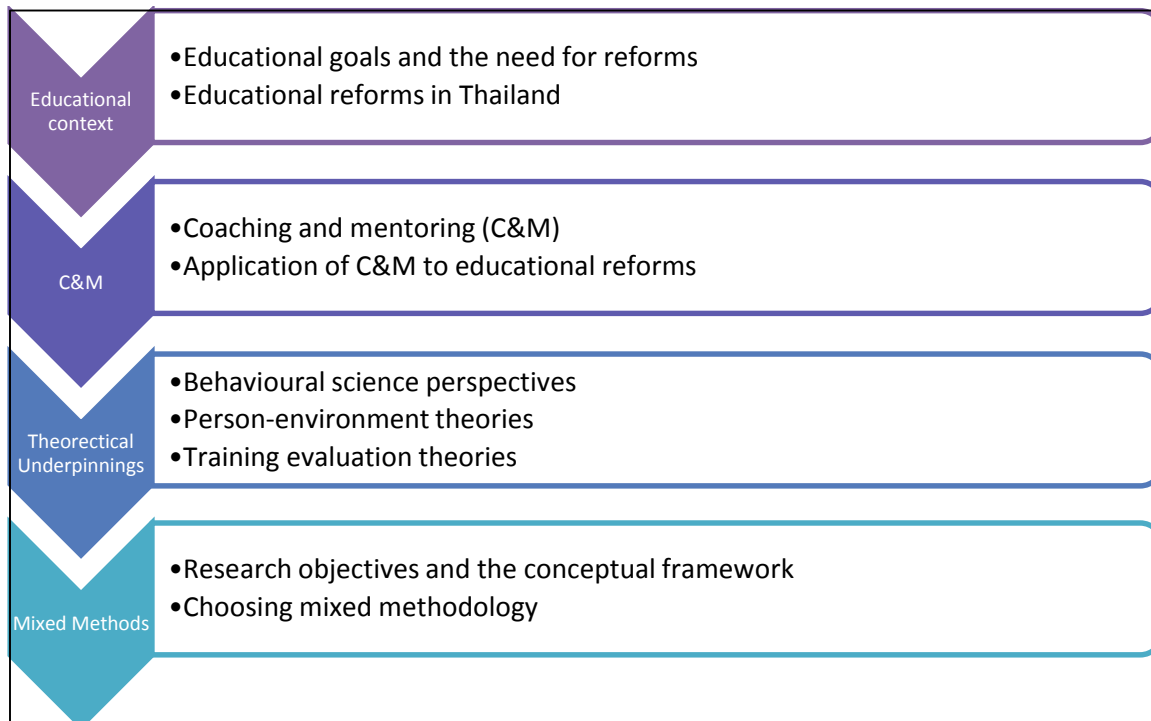 Educational
context
•Educational goals and the need for reforms
•Educational reforms in Thailand
C&M
•Coaching and mentoring (C&M)
•Application of C&M to educational reforms
Theorectical
Underpinnings
•Behavioural science perspectives
•Person-environment theories
•Training evaluation theories
Mixed Methods
•Research objectives and the conceptual framework
•Choosing mixed methodology